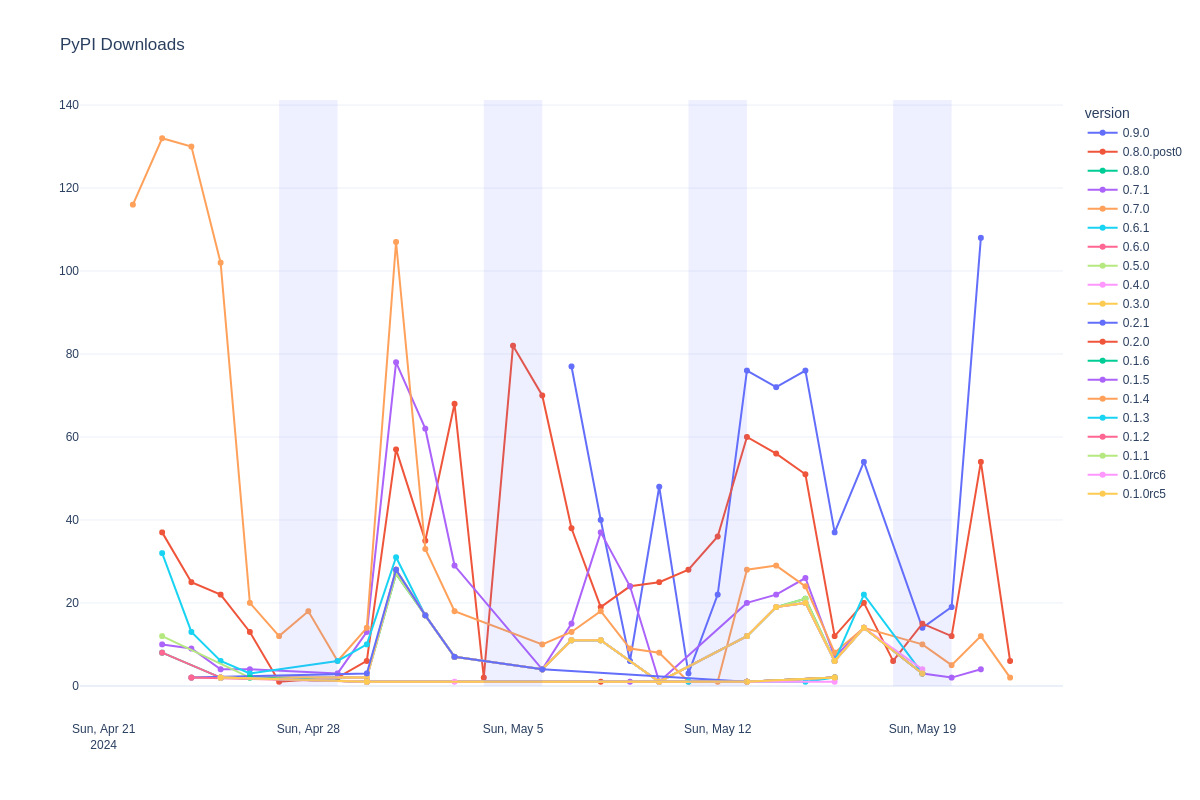 PyPI Downloads
140
120
100
80
60
40
20
0
Sun, Apr 21
2024
Sun, Apr 28
Sun, May 5
Sun, May 12
Sun, May 19
version
0.9.0
0.8.0.post0
0.8.0
0.7.1
0.7.0
0.6.1
0.6.0
0.5.0
0.4.0
0.3.0
0.2.1
0.2.0
0.1.6
0.1.5
0.1.4
0.1.3
0.1.2
0.1.1
0.1.0rc6
0.1.0rc5